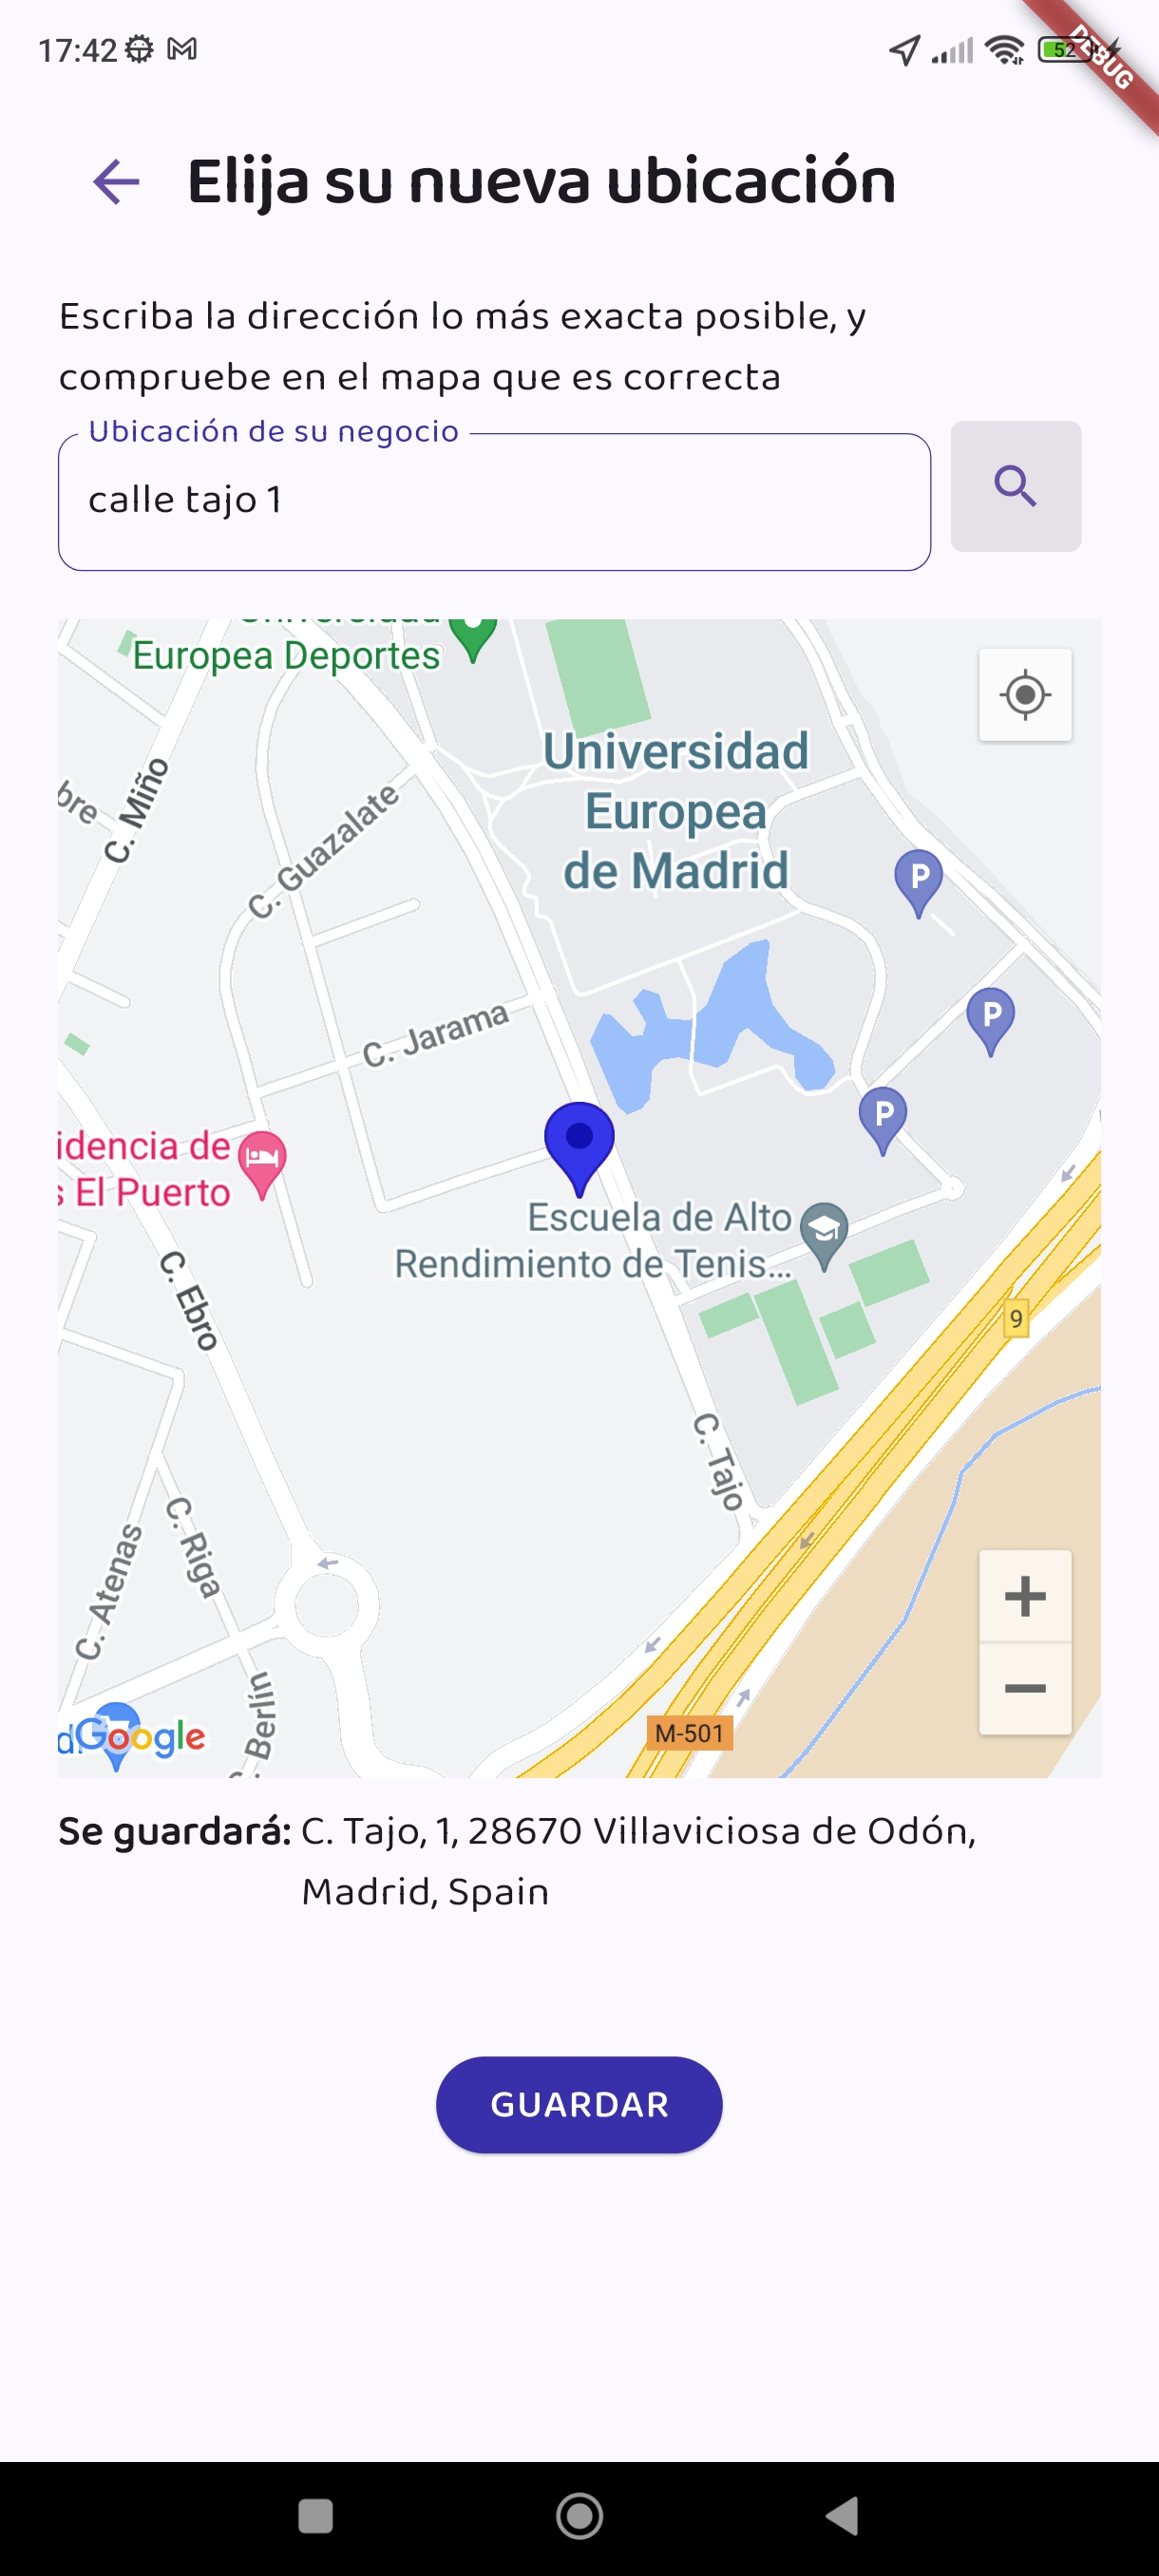 17:42
52
DEBUG
Elija su nueva ubicación
Escriba la dirección lo más exacta posible, y
compruebe en el mapa que es correcta
Ubicación de su negocio
calle tajo 1
Europea Deportes
Universidad
Europea
de Madrid
C. Miño
bre
C. Guazalate
P
P
C. Jarama
P
idencia de
s El Puerto
Escuela de Alto
Rendimiento de Tenis...
C. Ebro
9
C. Tajo
C. Riga
C. Atenas
C. Berlín
Google
M-501
Se guardará: C. Tajo, 1, 28670 Villaviciosa de Odón,
Madrid, Spain
GUARDAR